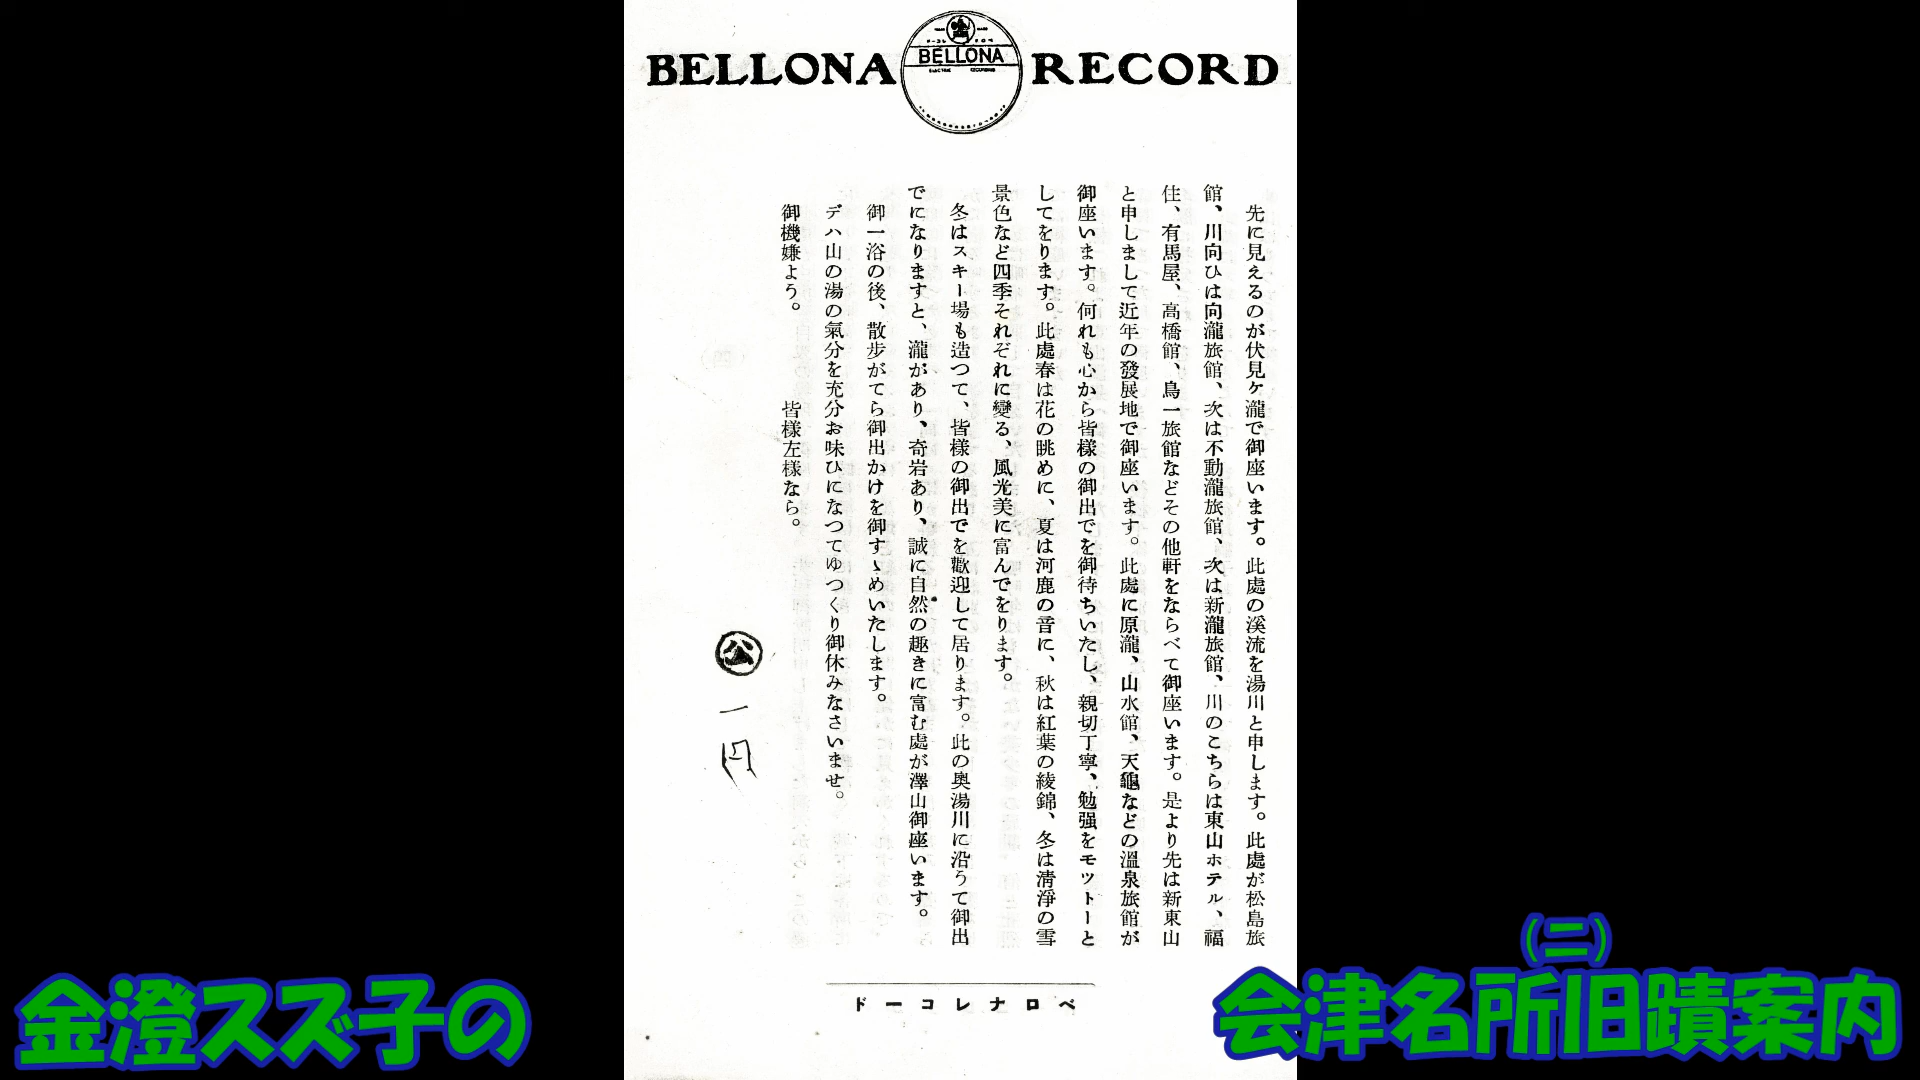 BELLONA RECORD
BELLONA
先に見えるのが伏見ケ瀧で御座います。此處の溪流を湯川と申します。此處が松島旅
館、川向ひは向瀧旅館、次は不動瀧旅館、次は新瀧旅館、川のこちらは東山ホテル、福
住、有馬屋、高橋館、鳥一旅館などその他軒をならべて御座います。是より先は新東山
と申しまして近年の發展地で御座います。此處に原瀧、山水館、天龜などの溫泉旅館が
御座います。何れも心から皆樣の御出でを御待ちいたし、親切丁寧、勉强をモツトーと
してをります。此處春は花の眺めに、夏は河鹿の音に、秋は紅葉の綾錦、冬は淸淨の雪
景色など四季それぞれに變る、風光美に富んでをります。
冬はスキー場も造つて、皆樣の御出でを歡迎して居ります。此の奥湯川に沿うて御出
でになりますと、瀧があり、奇岩あり、誠に自然の趣きに富む處が澤山御座います。
御一浴の後、散步がてら御出かけを御すゝめいたします。
デハ山の湯の氣分を充分お味ひになつてゆつくり御休みなさいませ。
御機嫌よう。 皆樣左樣なら。
公 一円
ドーコレナロベ
金澄スズ子の
(二)
会津名所旧蹟案内